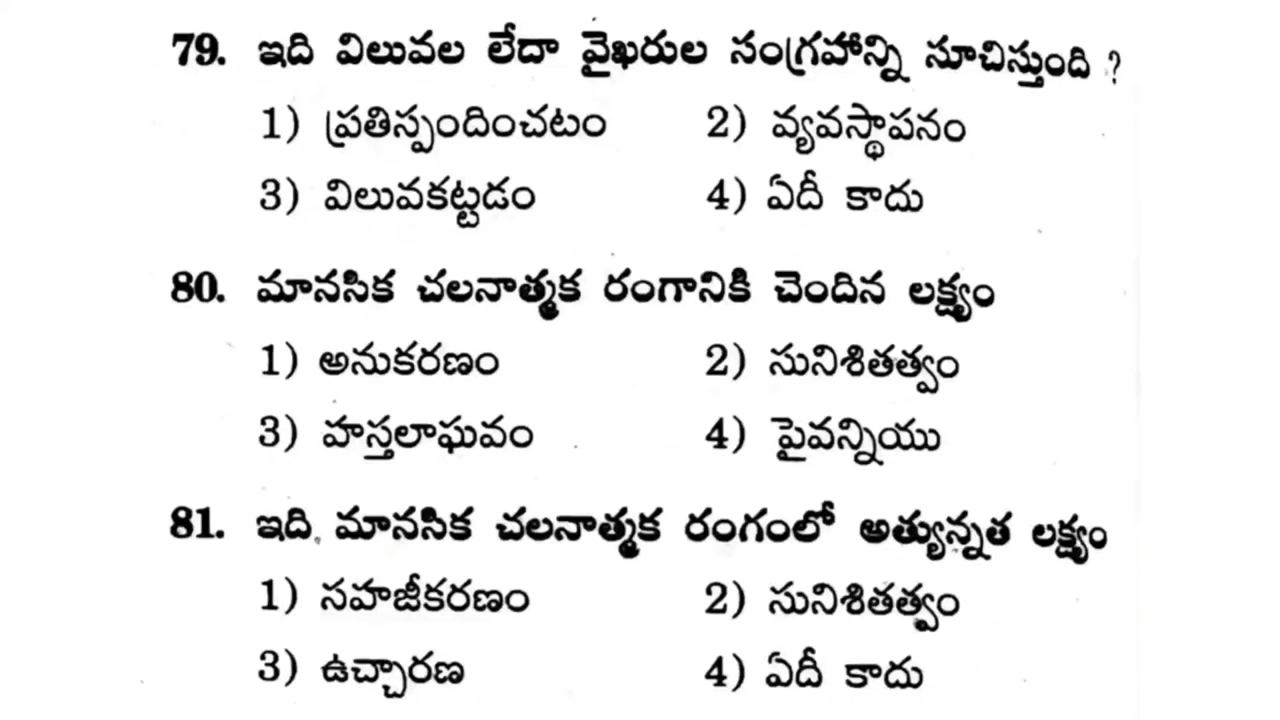 79. ఇది విలువల లేదా వైఖరుల సంగ్రహాన్ని సూచిస్తుంది ?
1) ప్రతిస్పందించటం 2) వ్యవస్థాపనం
3) విలువకట్టడం 4) ఏదీ కాదు
80. మానసిక చలనాత్మక రంగానికి చెందిన లక్ష్యం
1) అనుకరణం 2) సునిశితత్వం
3) హస్తలాఘవం 4) పైవన్నియు
81. ఇది మానసిక చలనాత్మక రంగంలో అత్యున్నత లక్ష్యం
1) సహజీకరణం 2) సునిశితత్వం
3) ఉచ్చారణ 4) ఏదీ కాదు